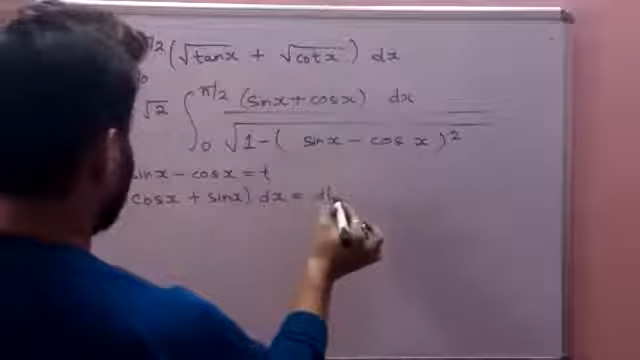 π/2 (√tanx + √cotx) dx
0
√2 ∫₀^π/2 (sinx+cosx) dx / √1-( sinx - cos x )²
sinx - cosx = t
cosx + sinx) dx = dt